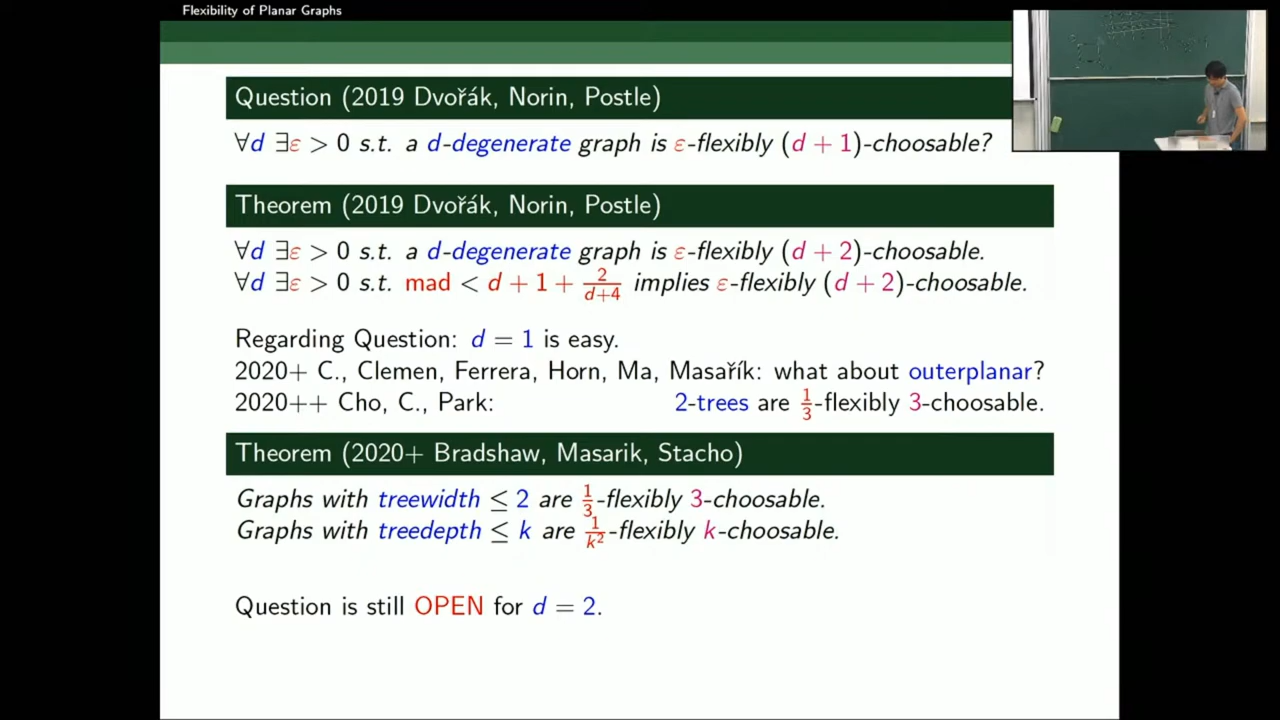 Flexibility of Planar Graphs
Question (2019 Dvořák, Norin, Postle)
∀d ∃ε > 0 s.t. a d-degenerate graph is ε-flexibly (d + 1)-choosable?
Theorem (2019 Dvořák, Norin, Postle)
∀d ∃ε > 0 s.t. a d-degenerate graph is ε-flexibly (d + 2)-choosable.
∀d ∃ε > 0 s.t. mad < d + 1 + 2/(d+4) implies ε-flexibly (d + 2)-choosable.
Regarding Question: d = 1 is easy.
2020+ C., Clemen, Ferrera, Horn, Ma, Masařík: what about outerplanar?
2020++ Cho, C., Park: 2-trees are 1/3-flexibly 3-choosable.
Theorem (2020+ Bradshaw, Masarik, Stacho)
Graphs with treewidth ≤ 2 are 1/3-flexibly 3-choosable.
Graphs with treedepth ≤ k are 1/k²-flexibly k-choosable.
Question is still OPEN for d = 2.